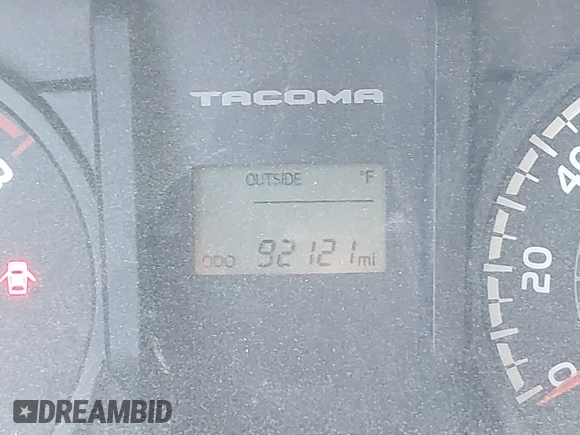 TACOMA
OUTSIDE °F
ODO 92121 mi
40
20
0
DREAMBID